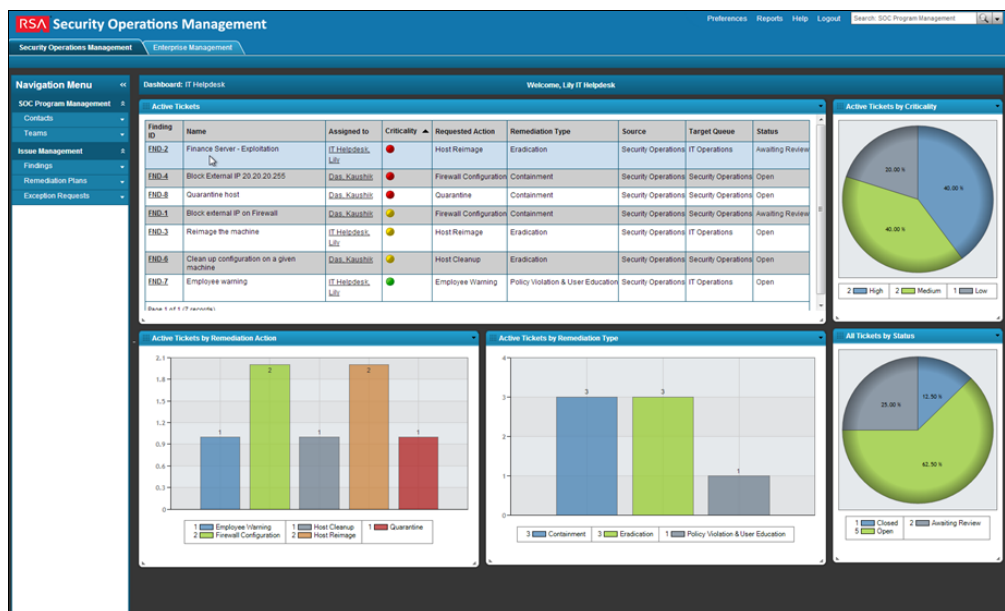 RSA Security Operations Management
Preferences Reports Help Logout Search: SOC Program Management
Security Operations Management Enterprise Management
Navigation Menu «
SOC Program Management
Contacts
Teams
Issue Management
Findings
Remediation Plans
Exception Requests
Dashboard: IT Helpdesk Welcome, Lily IT Helpdesk
Active Tickets
Finding ID Name Assigned to Criticality Requested Action Remediation Type Source Target Queue Status
FND-2 Finance Server - Exploitation IT Helpdesk, Lily Host Reimage Eradication Security Operations IT Operations Awaiting Review
FND-4 Block External IP 20.20.20.255 Das, Kaushik Firewall Configuration Containment Security Operations Security Operations Open
FND-8 Quarantine host Das, Kaushik Quarantine Containment Security Operations Security Operations Open
FND-1 Block external IP on Firewall Das, Kaushik Firewall Configuration Containment Security Operations Security Operations Awaiting Review
FND-3 Reimage the machine IT Helpdesk, Lily Host Reimage Eradication Security Operations IT Operations Open
FND-6 Clean up configuration on a given machine Das, Kaushik Host Cleanup Eradication Security Operations Security Operations Open
FND-7 Employee warning IT Helpdesk, Lily Employee Warning Policy Violation & User Education Security Operations IT Operations Open
Page 1 of 1 (7 records)
Active Tickets by Criticality
20.00 %
40.00 %
40.00 %
2 High 2 Medium 1 Low
Active Tickets by Remediation Action
2.1
1.8
1.5
1.2
0.9
0.6
0.3
0
1 2 1 2 1
1 Employee Warning 1 Host Cleanup 1 Quarantine
2 Firewall Configuration 2 Host Reimage
Active Tickets by Remediation Type
4
3
2
1
0
3 3 1
3 Containment 3 Eradication 1 Policy Violation & User Education
All Tickets by Status
25.00 %
12.50 %
62.50 %
1 Closed 2 Awaiting Review
5 Open